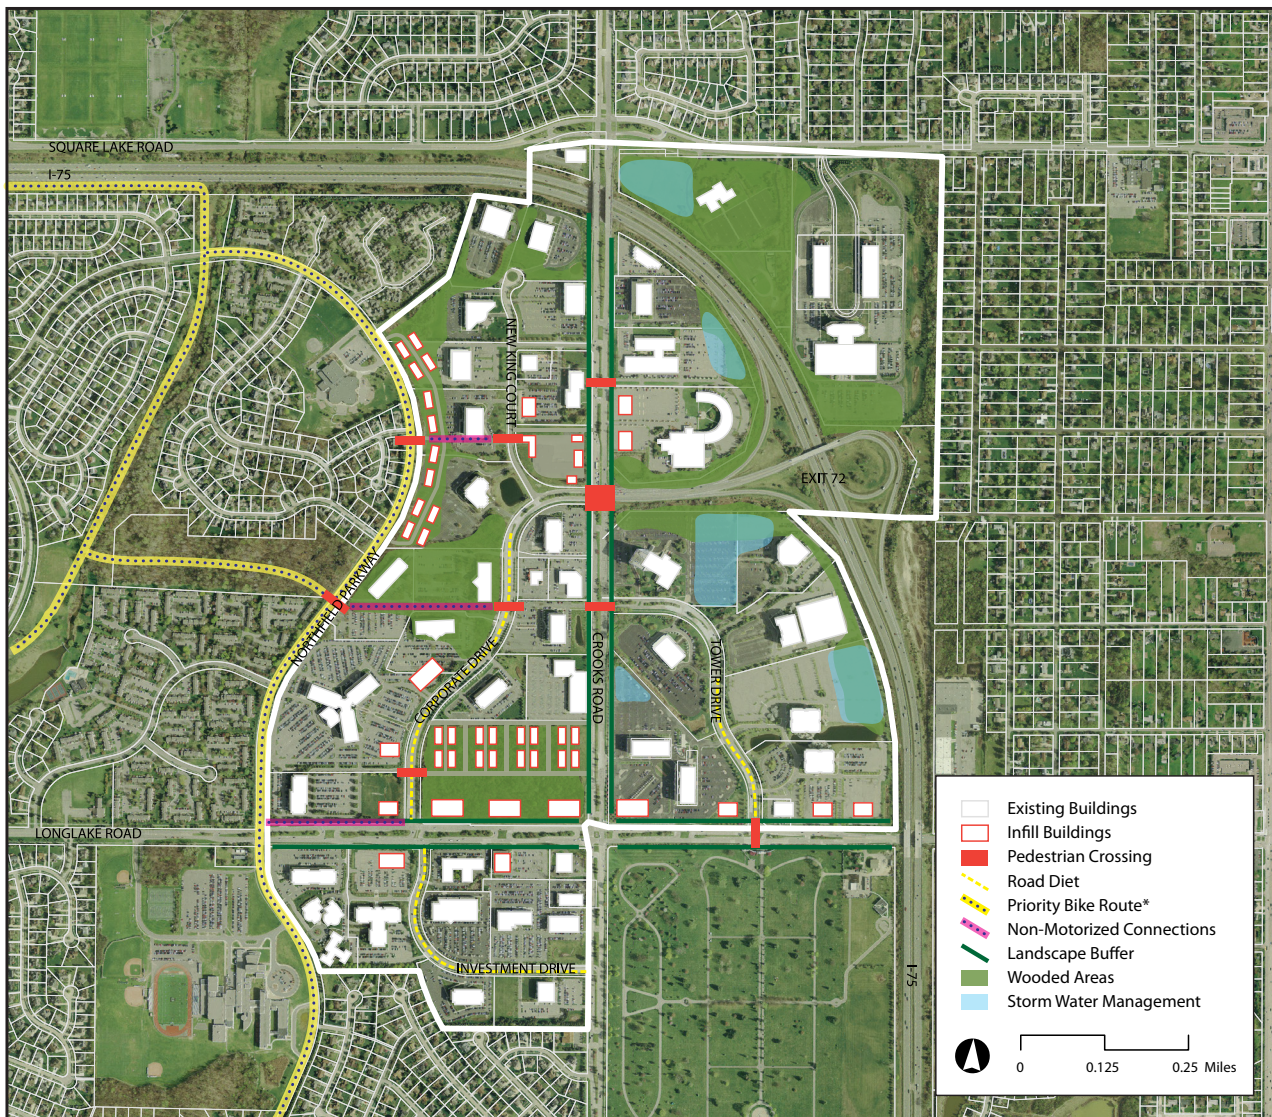 SQUARE LAKE ROAD
I-75
NEW KING COURT
EXIT 72
NORTHFIELD PARKWAY
CORPORATE DRIVE
CROOKS ROAD
TOWER DRIVE
LONGLAKE ROAD
INVESTMENT DRIVE
I-75
Existing Buildings
Infill Buildings
Pedestrian Crossing
Road Diet
Priority Bike Route*
Non-Motorized Connections
Landscape Buffer
Wooded Areas
Storm Water Management
0 0.125 0.25 Miles